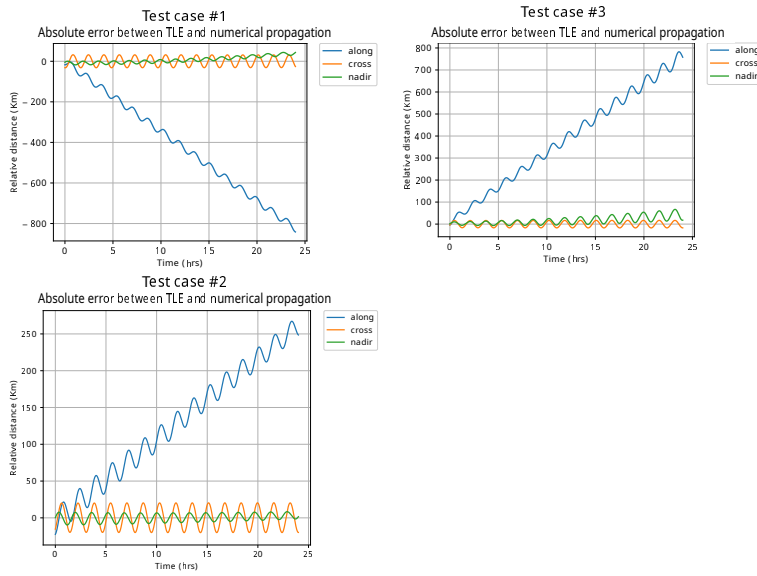 Test case #1
Absolute error between TLE and numerical propagation
along
cross
nadir
Relative distance (Km)
0
−200
−400
−600
−800
0 5 10 15 20 25
Time (hrs)
Test case #3
Absolute error between TLE and numerical propagation
along
cross
nadir
Relative distance (Km)
800
700
600
500
400
300
200
100
0
0 5 10 15 20 25
Time (hrs)
Test case #2
Absolute error between TLE and numerical propagation
along
cross
nadir
Relative distance (Km)
250
200
150
100
50
0
0 5 10 15 20 25
Time (hrs)